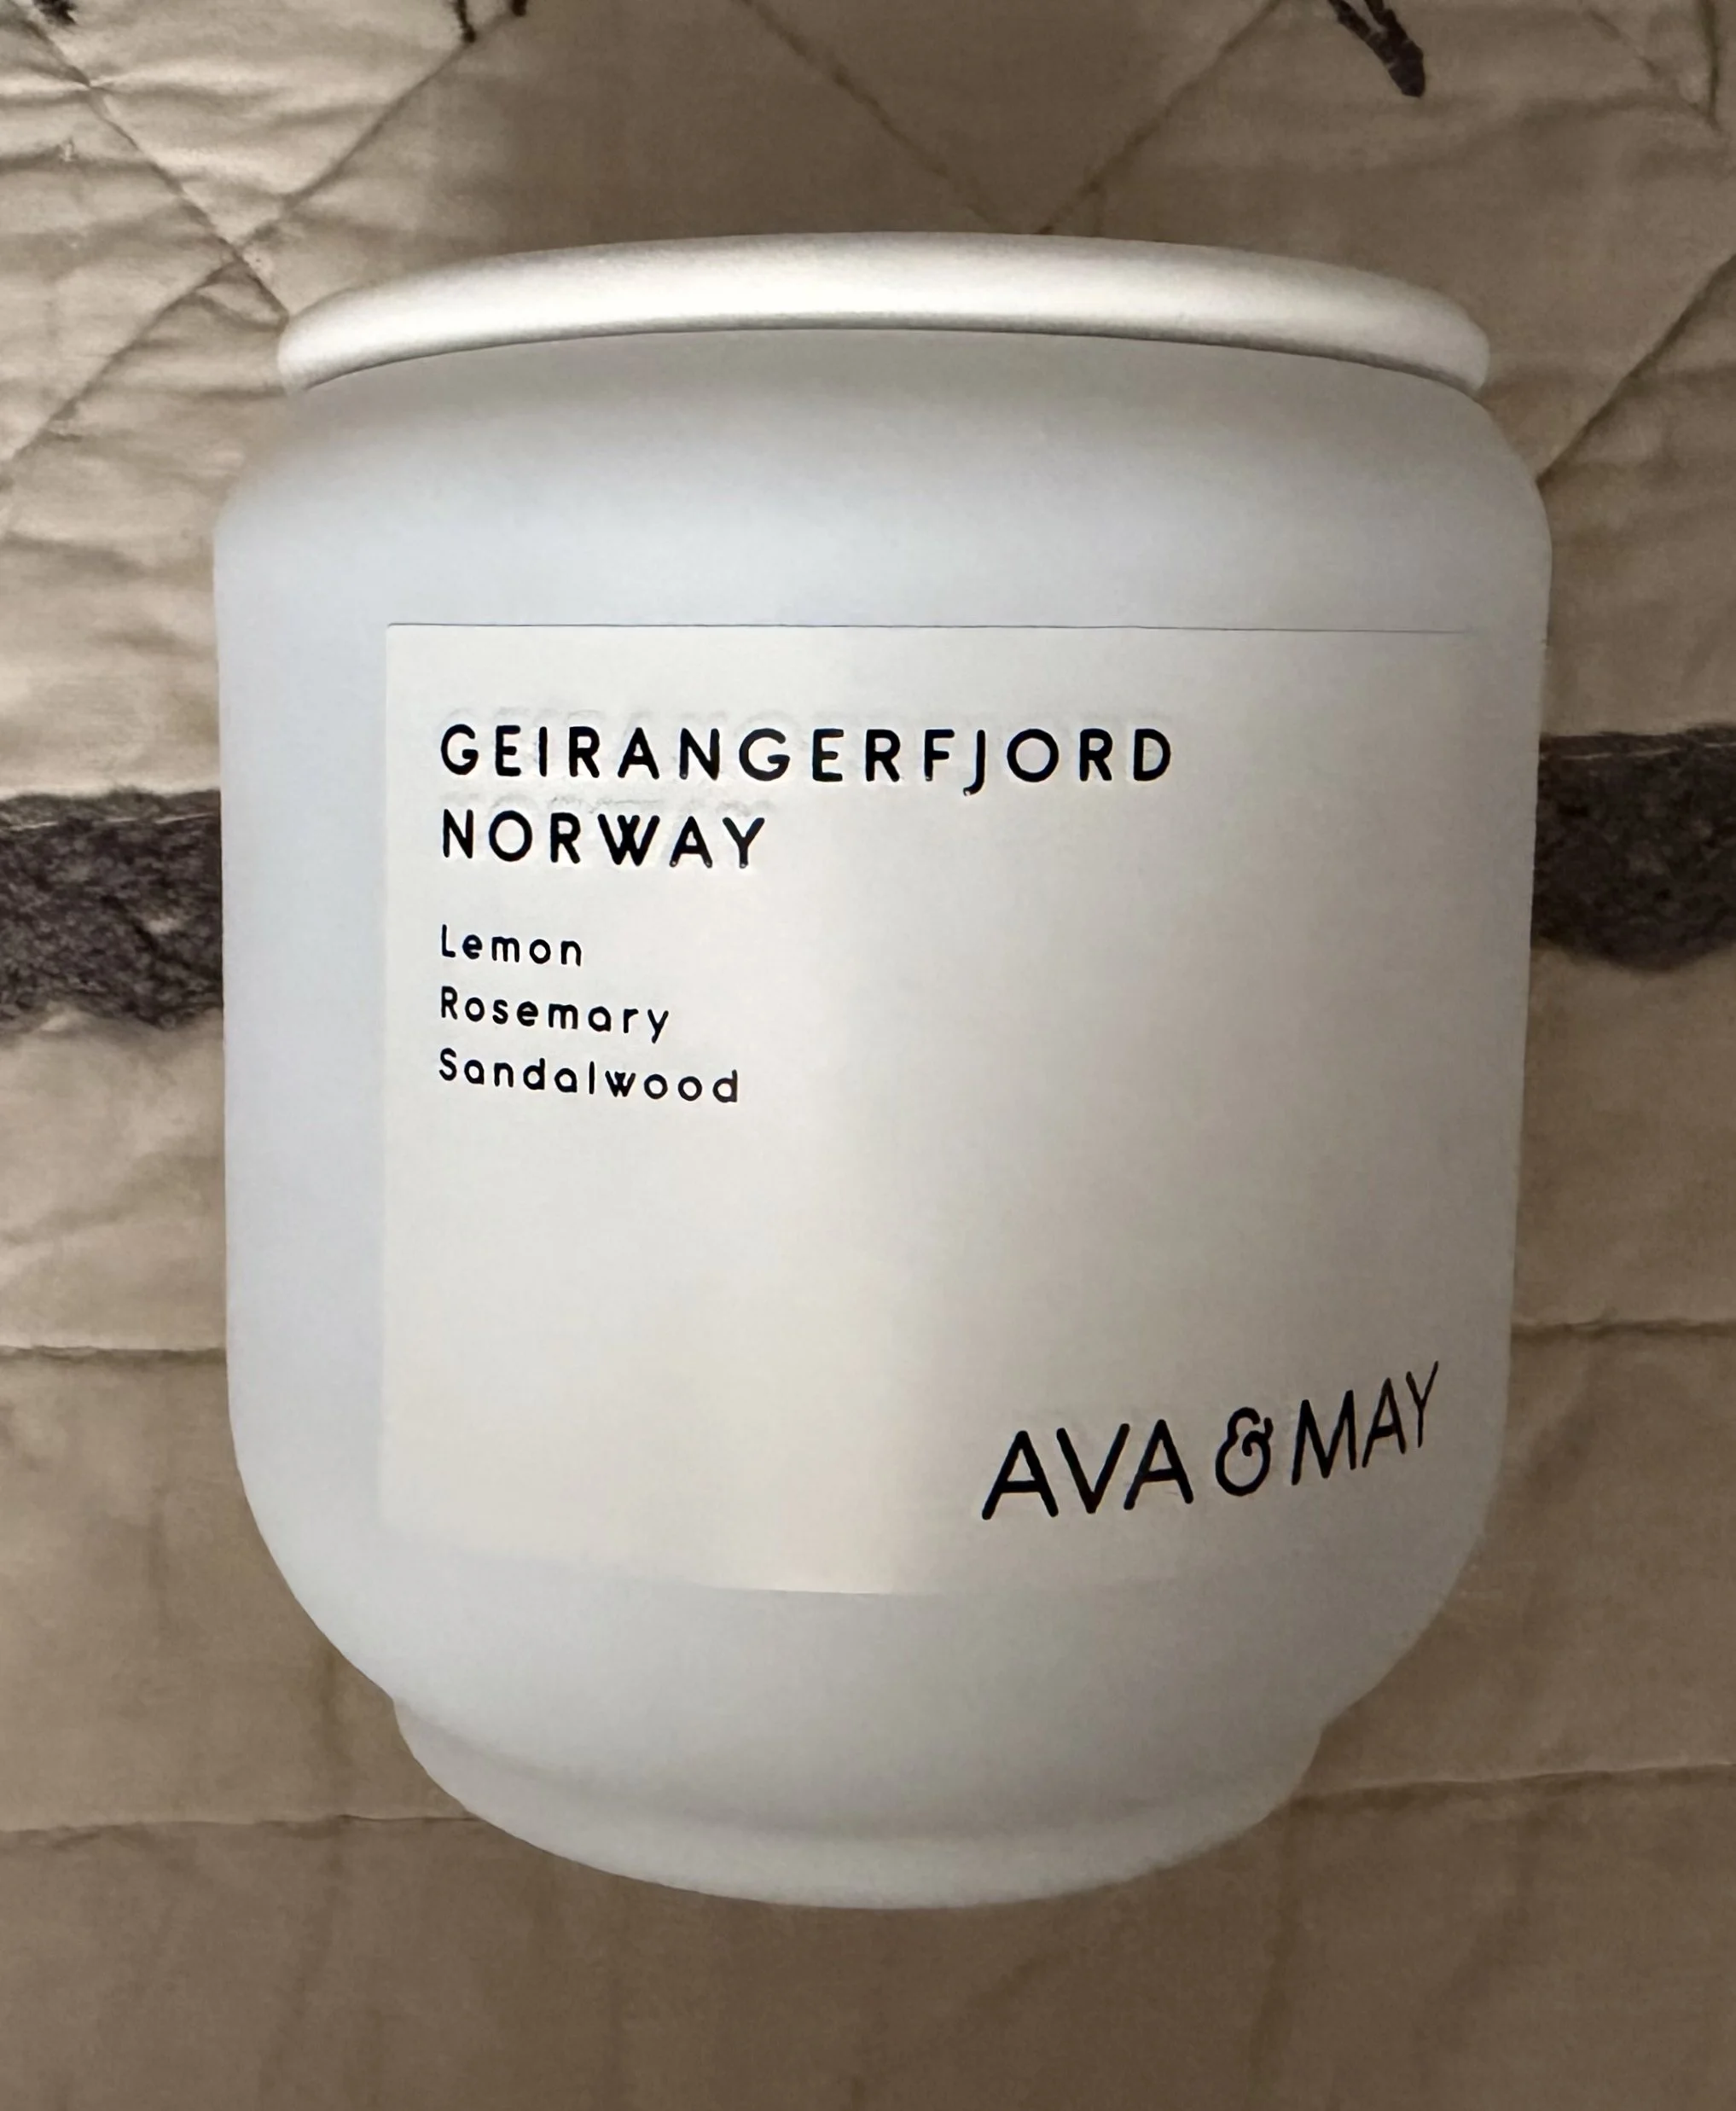 GEIRANGERFJORD
NORWAY
Lemon
Rosemary
Sandalwood
AVA & MAY